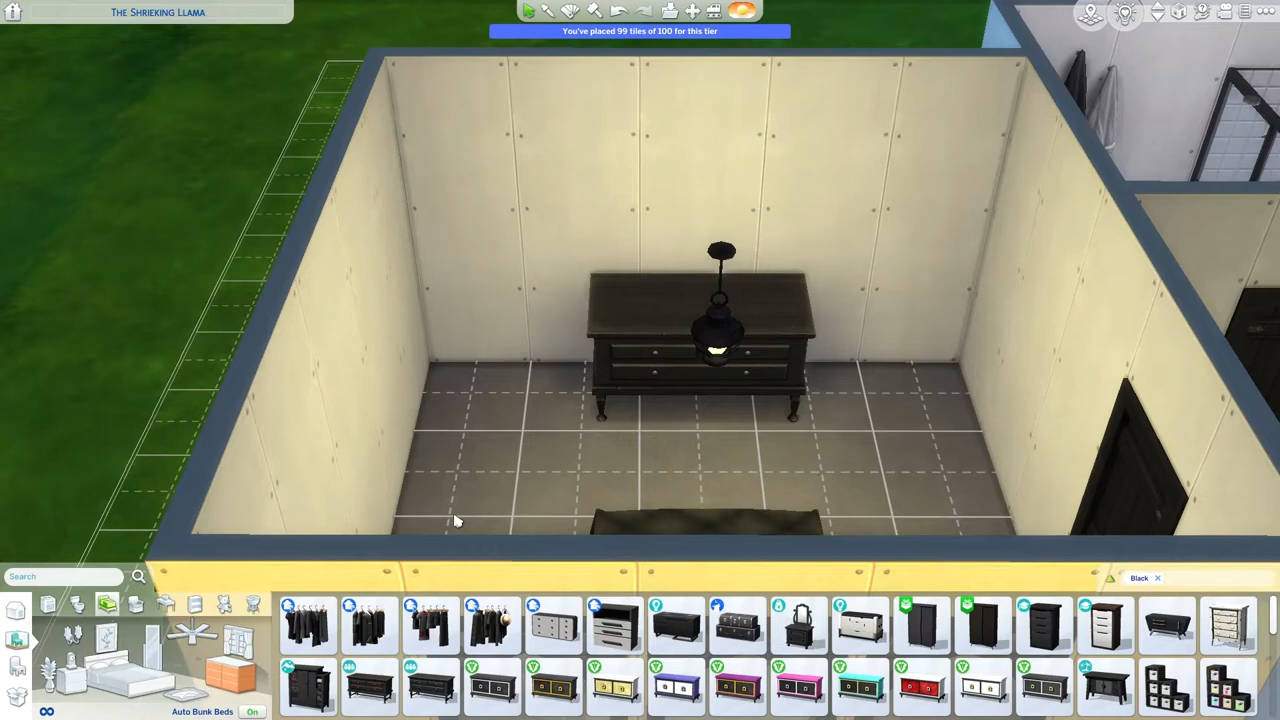 The Shrieking Llama
You've placed 99 tiles of 100 for this tier
Search
Black
Auto Bunk Beds
On